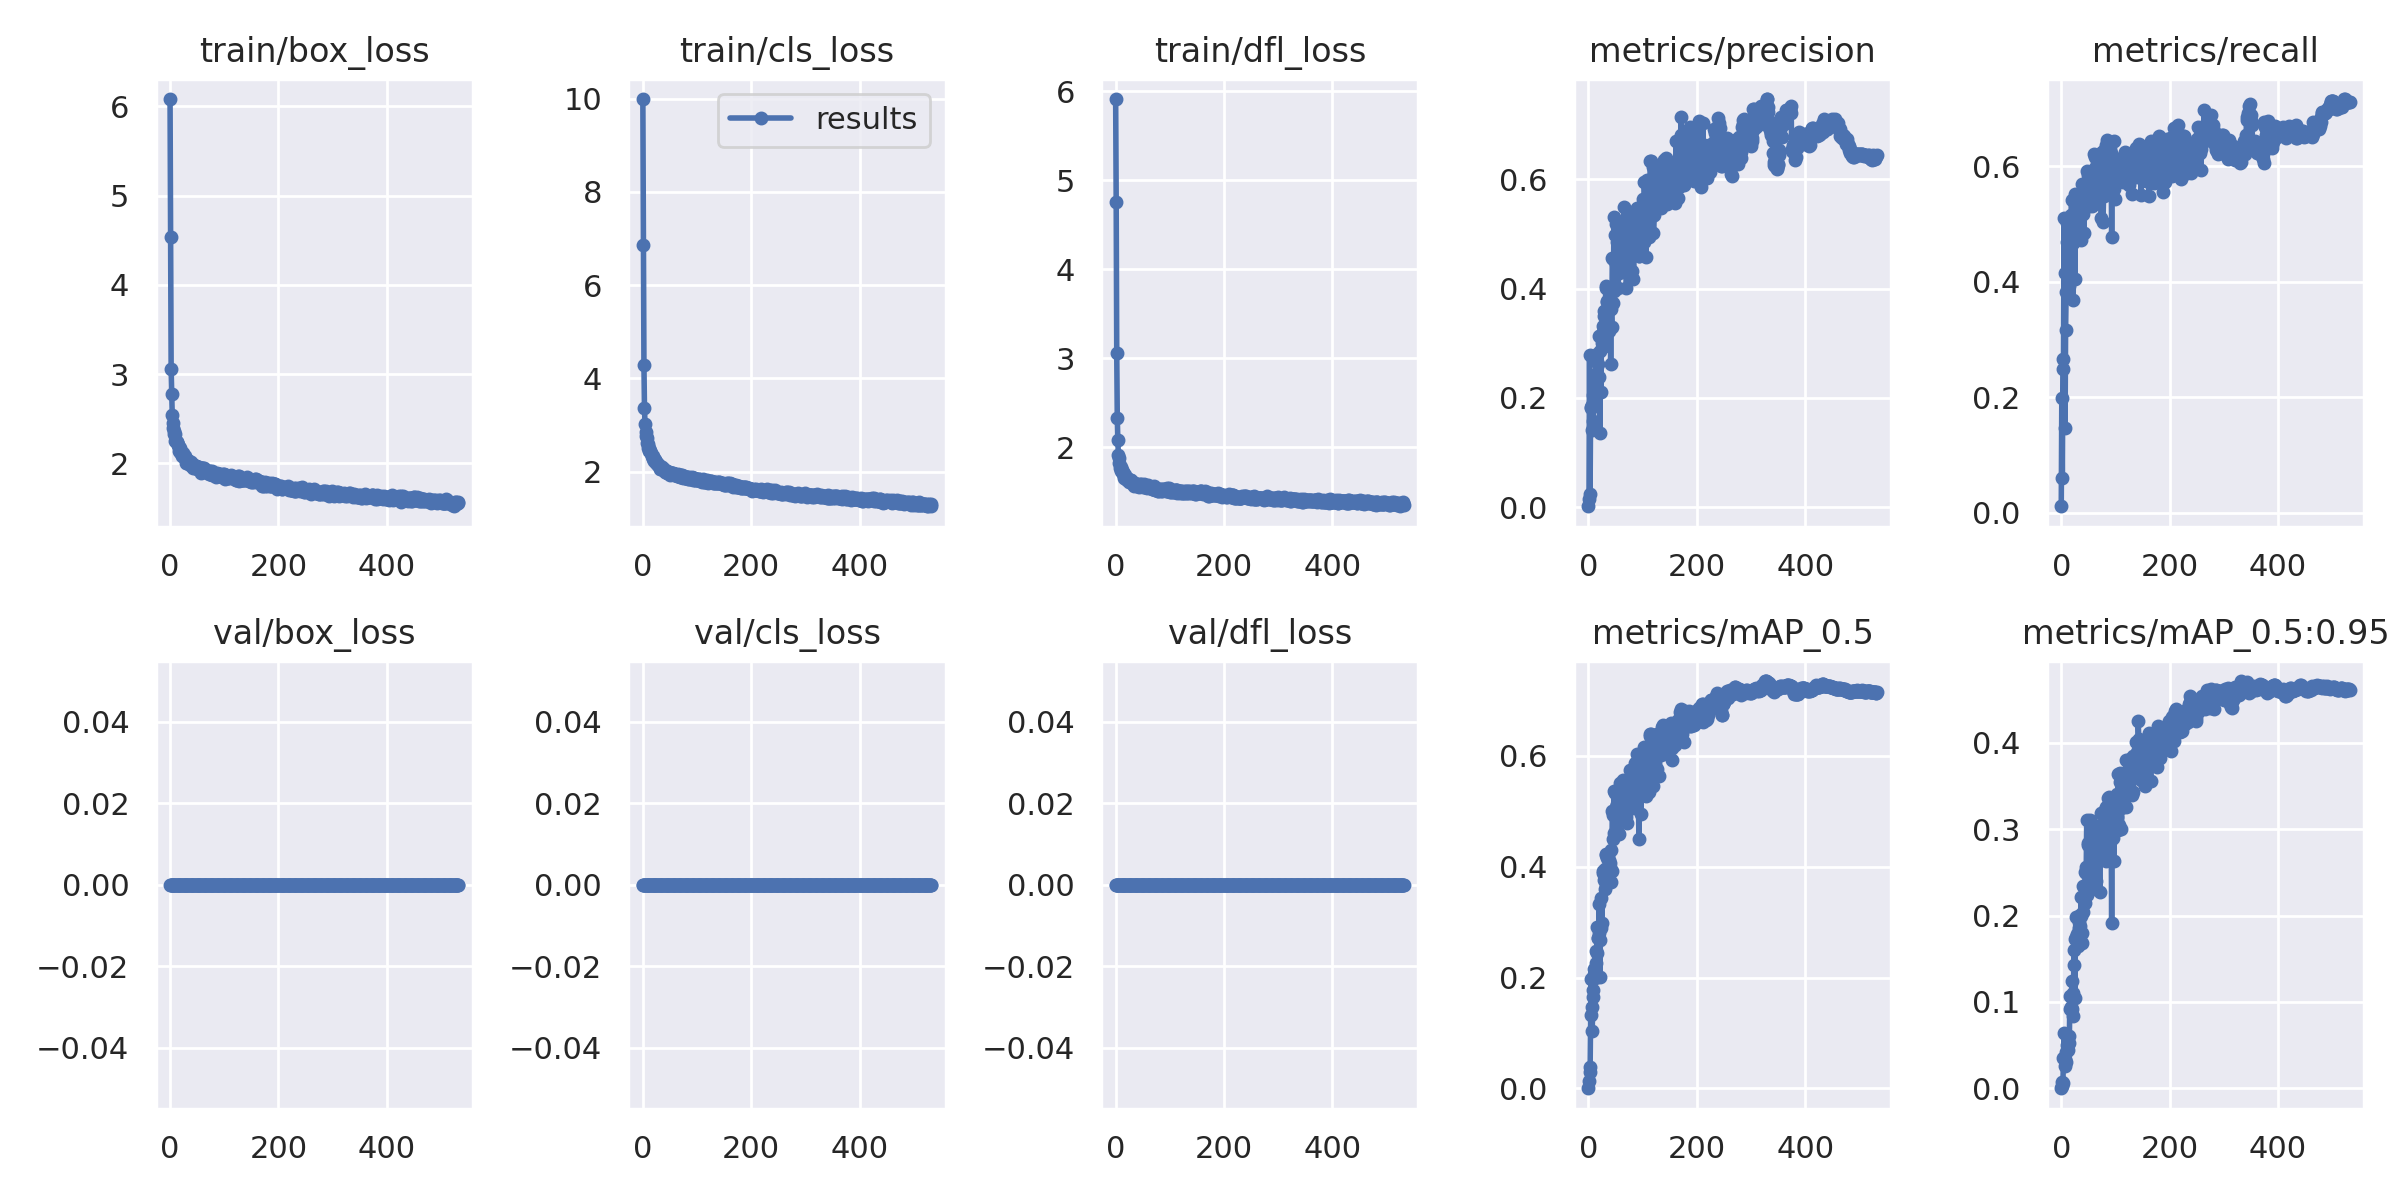 train/box_loss
6
5
4
3
2
0 200 400
train/cls_loss
results
10
8
6
4
2
0 200 400
train/dfl_loss
6
5
4
3
2
0 200 400
metrics/precision
0.6
0.4
0.2
0.0
0 200 400
metrics/recall
0.6
0.4
0.2
0.0
0 200 400
val/box_loss
0.04
0.02
0.00
−0.02
−0.04
0 200 400
val/cls_loss
0.04
0.02
0.00
−0.02
−0.04
0 200 400
val/dfl_loss
0.04
0.02
0.00
−0.02
−0.04
0 200 400
metrics/mAP_0.5
0.6
0.4
0.2
0.0
0 200 400
metrics/mAP_0.5:0.95
0.4
0.3
0.2
0.1
0.0
0 200 400